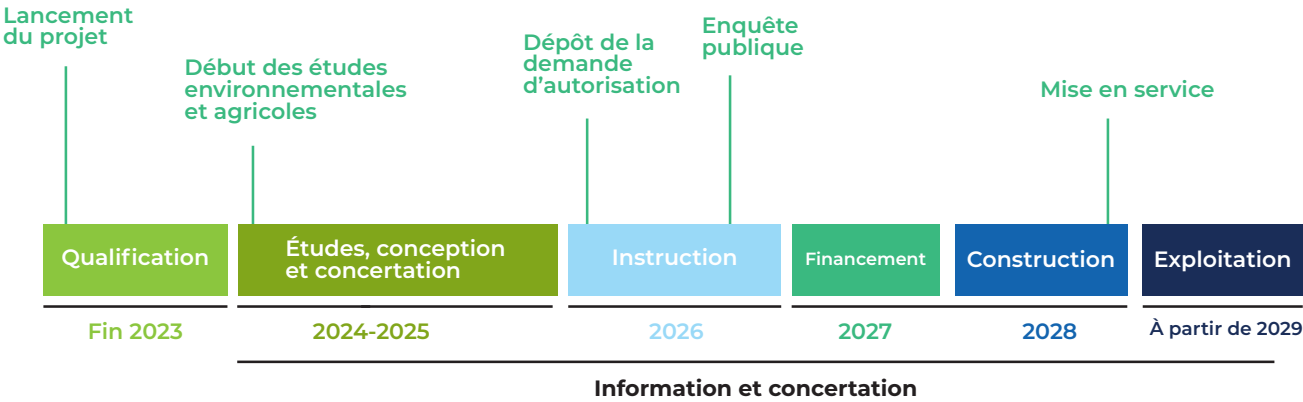 Lancement
du projet
Début des études
environnementales
et agricoles
Dépôt de la
demande
d’autorisation
Enquête
publique
Mise en service
Qualification
Études, conception
et concertation
Instruction
Financement
Construction
Exploitation
Fin 2023
2024-2025
2026
2027
2028
À partir de 2029
Information et concertation